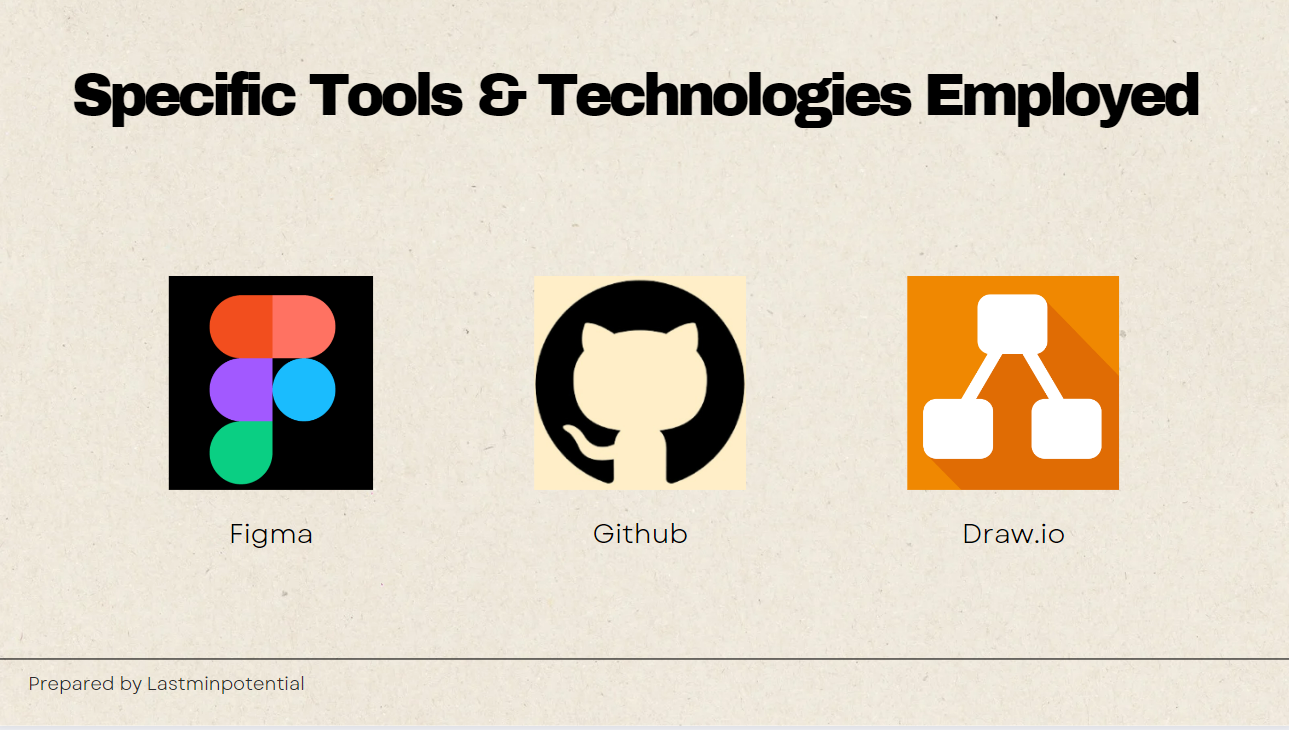 Specific Tools & Technologies Employed
Figma
Github
Draw.io
Prepared by Lastminpotential